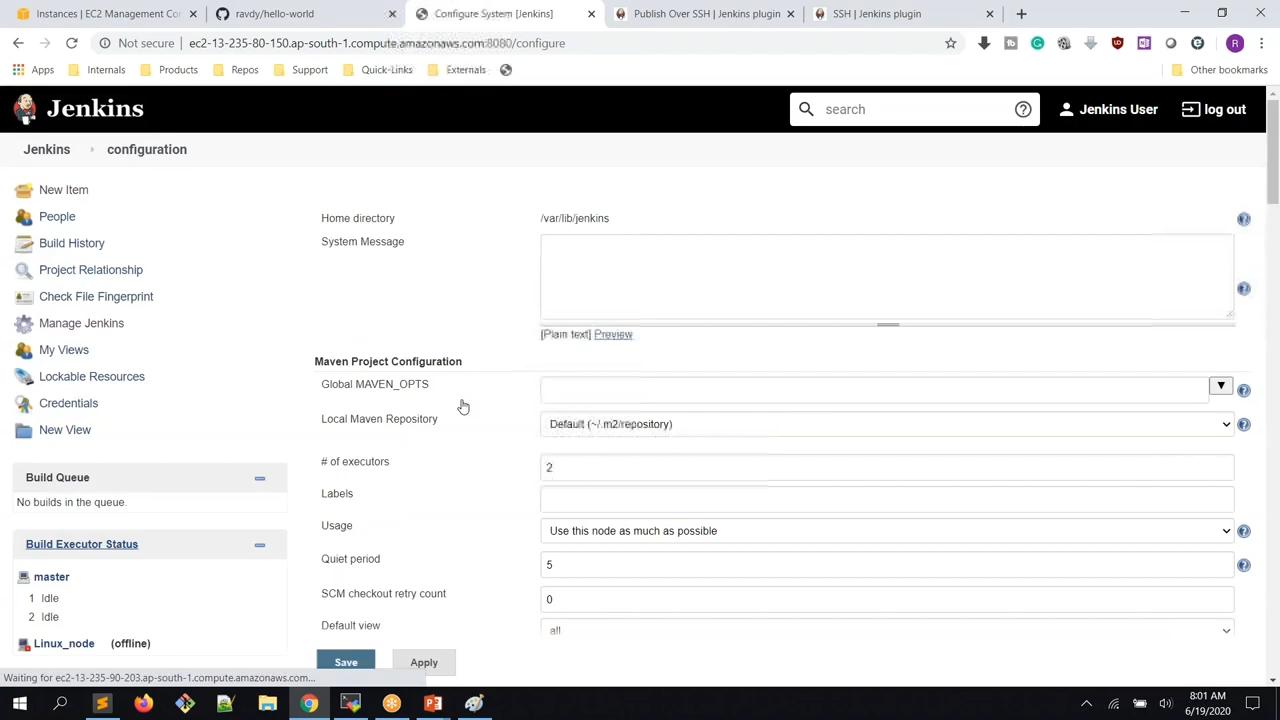 Instances | EC2 Management Con
ravdy/hello-world
Configure System [Jenkins]
Publish Over SSH | Jenkins plugin
SSH | Jenkins plugin
Not secure | ec2-13-235-80-150.ap-south-1.compute.amazonaws.com:8080/configure
Apps
Internals
Products
Repos
Support
Quick-Links
Externals
Other bookmarks
Jenkins
search
Jenkins User
log out
Jenkins
configuration
New Item
People
Build History
Project Relationship
Check File Fingerprint
Manage Jenkins
My Views
Lockable Resources
Credentials
New View
Build Queue
No builds in the queue.
Build Executor Status
master
1 Idle
2 Idle
Linux_node (offline)
Home directory
/var/lib/jenkins
System Message
[Plain text] Preview
Maven Project Configuration
Global MAVEN_OPTS
Local Maven Repository
Default (~/.m2/repository)
# of executors
2
Labels
Usage
Use this node as much as possible
Quiet period
5
SCM checkout retry count
0
Default view
all
Save
Apply
Waiting for ec2-13-235-90-203.ap-south-1.compute.amazonaws.com...
8:01 AM
6/19/2020